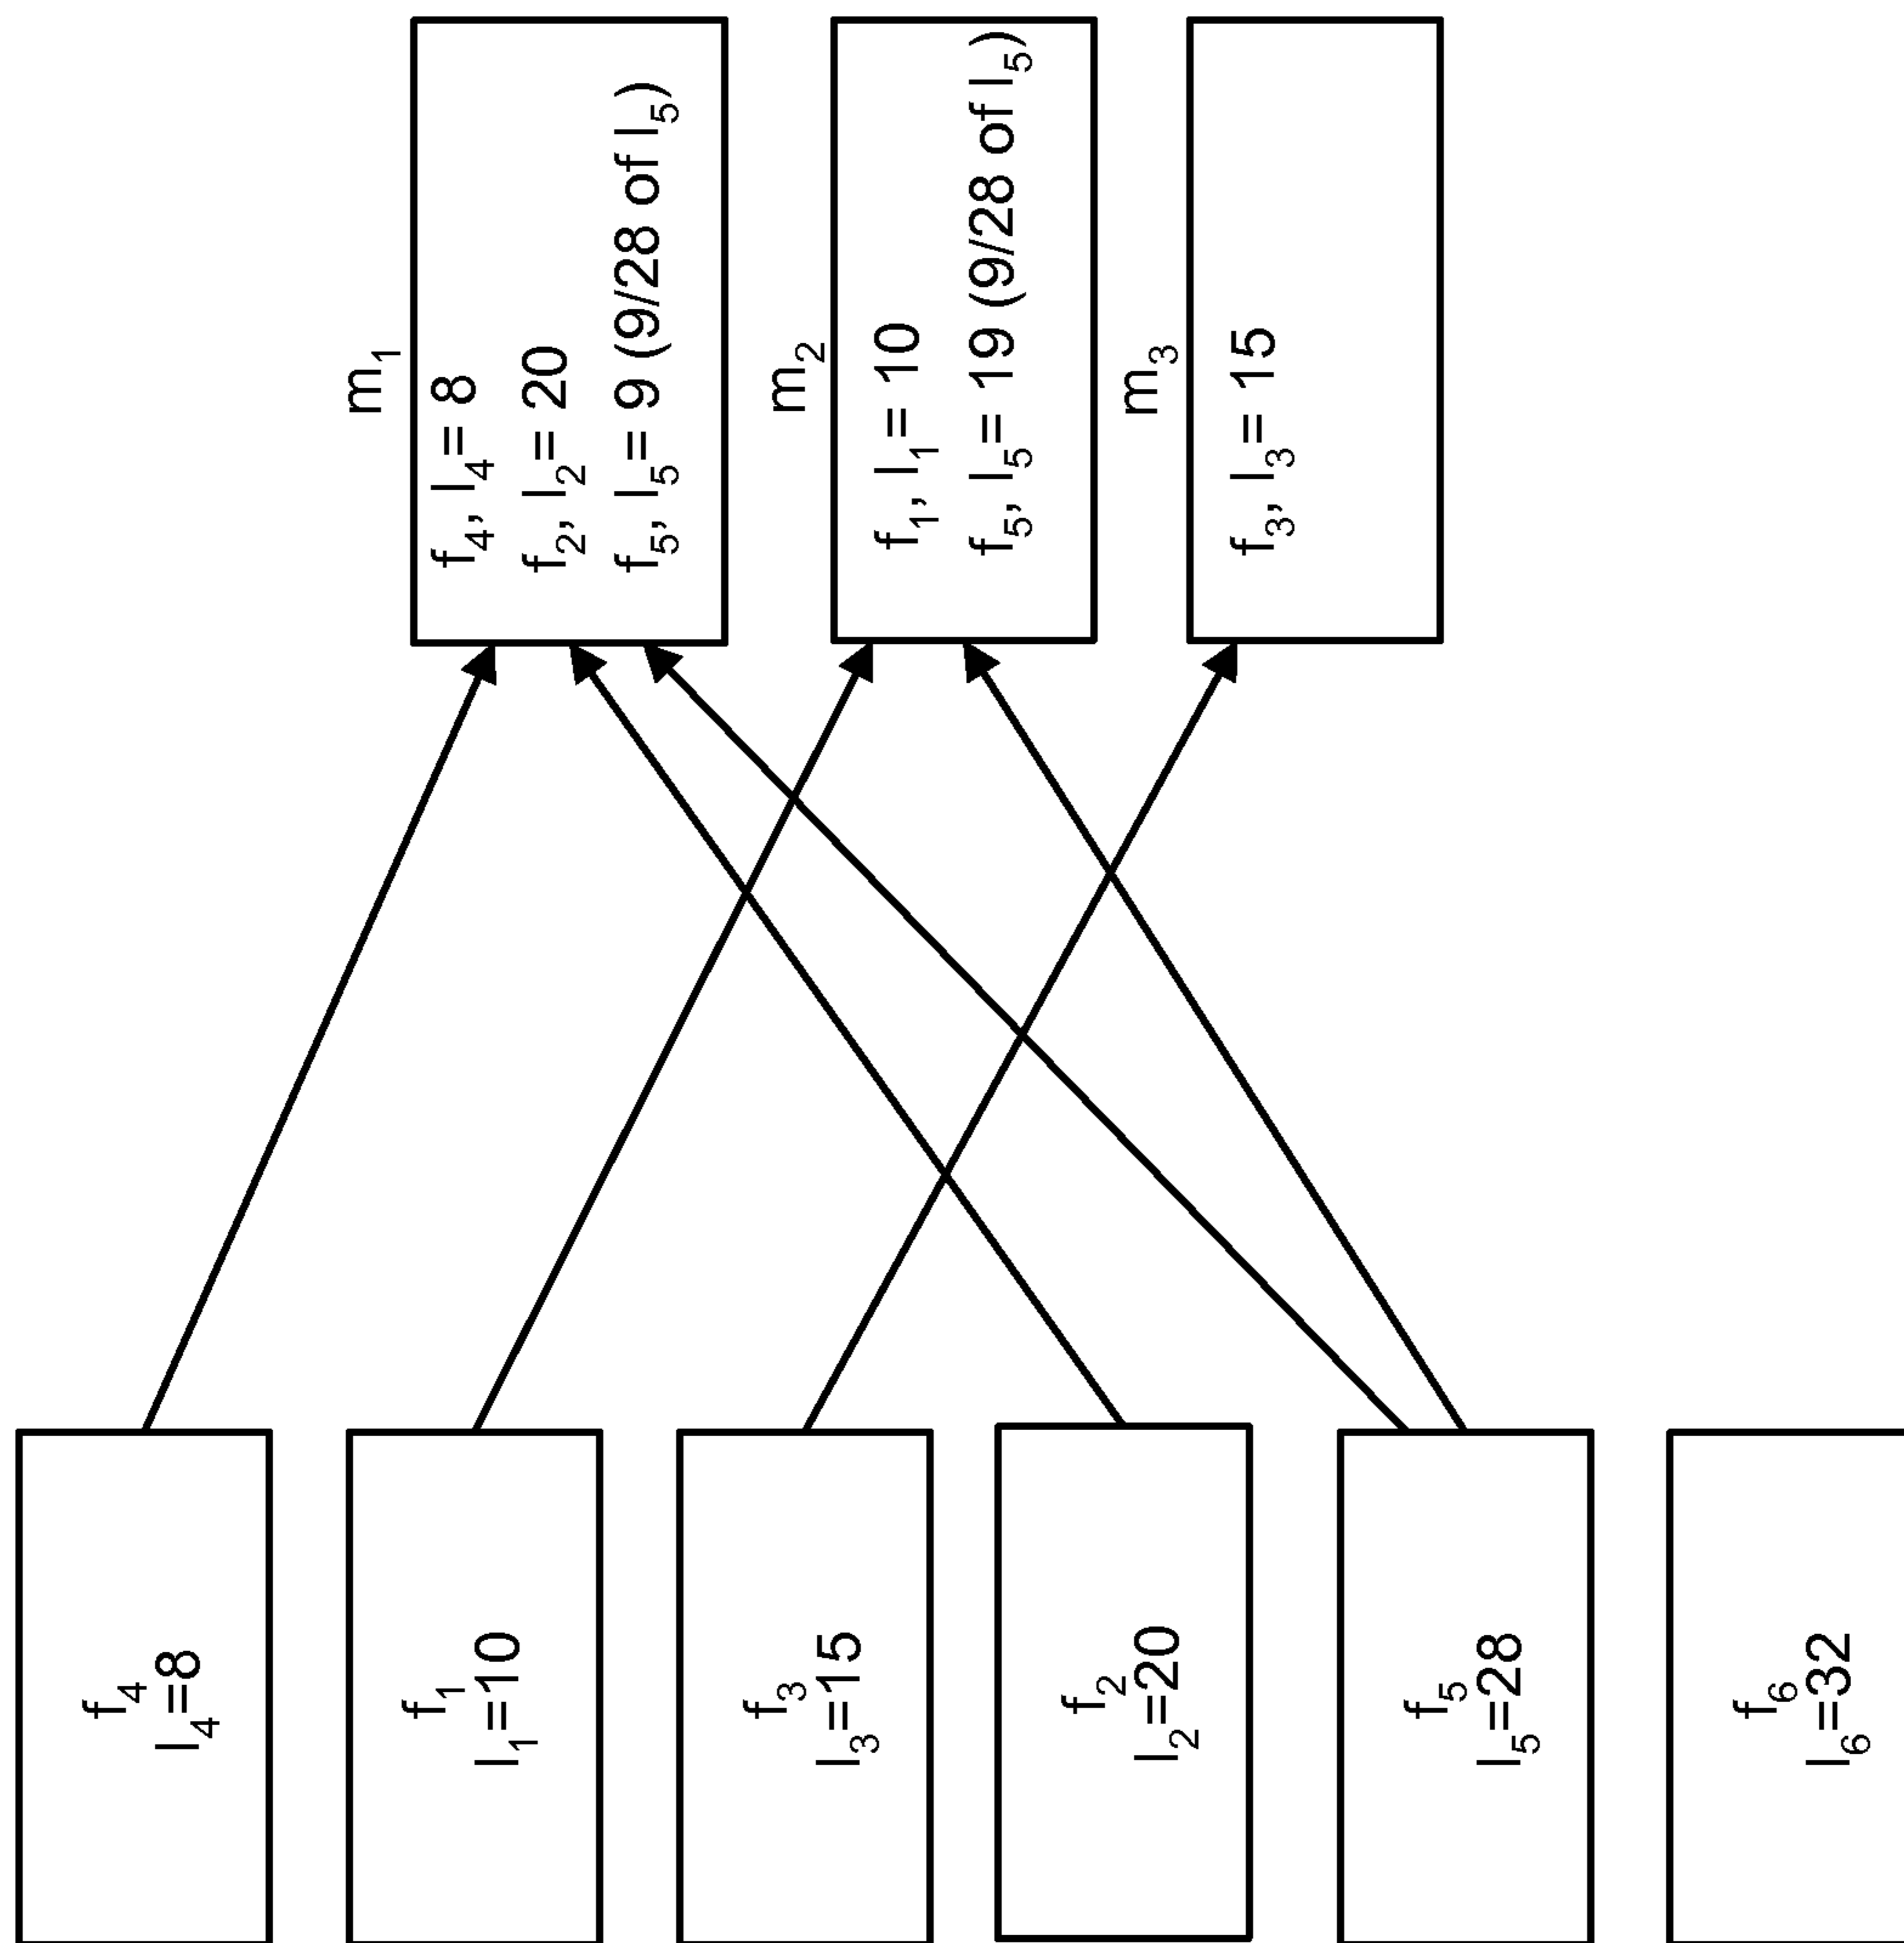 m₁
f₄, l₄ = 8
f₂, l₂ = 20
f₅, l₅ = 9 (9/28 of l₅)
m₂
f₁, l₁ = 10
f₅, l₅ = 19 (9/28 of l₅)
m₃
f₃, l₃ = 15
f₄
l₄=8
f₁
l₁=10
f₃
l₃=15
f₂
l₂=20
f₅
l₅=28
f₆
l₆=32